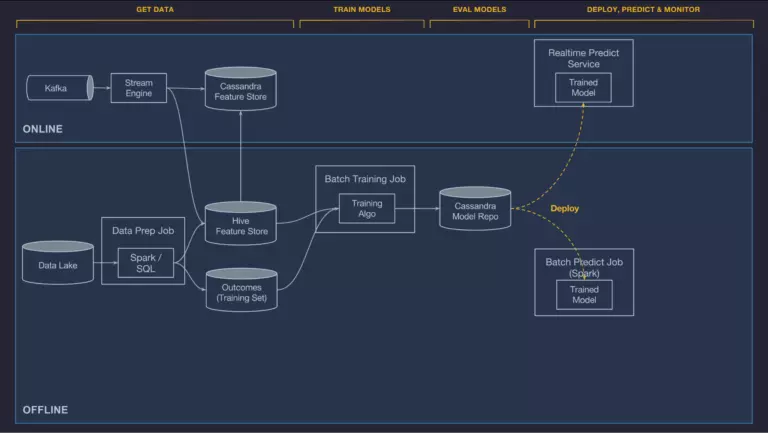 GET DATA
TRAIN MODELS
EVAL MODELS
DEPLOY, PREDICT & MONITOR
Kafka
Stream
Engine
Cassandra
Feature Store
Realtime Predict
Service
Trained
Model
ONLINE
Data Lake
Data Prep Job
Spark /
SQL
Hive
Feature Store
Outcomes
(Training Set)
Batch Training Job
Training
Algo
Cassandra
Model Repo
Deploy
Batch Predict Job
(Spark)
Trained
Model
OFFLINE